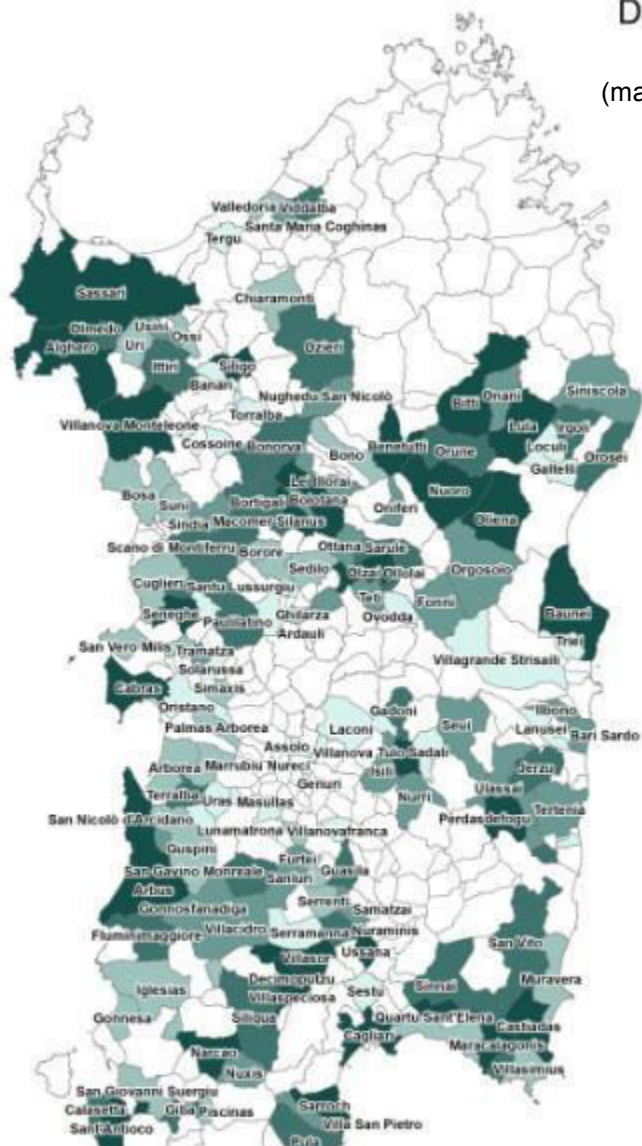 D
(ma
Valledoria Viddalba
Santa Maria Coghinas
Tergu
Sassari
Chiaramonti
Olmedo
Usini
Ossi
Uri
Alghero
Ittiri
Siligo
Ozieri
Banari
Nughedu San Nicolò
Torralba
Villanova Monteleone
Cossoine
Bonorva
Bono
Benetutti
Bitti
Onani
Siniscola
Lula
Irgoli
Loculi
Orosei
Galtelli
Orune
Nuoro
Oliena
Lei
Illorai
Bolotana
Bortigali
Bosa
Suni
Sindia
Macomer
Silanus
Oniferi
Scano di Montiferru
Borore
Ottana
Sarule
Sedilo
Olzai
Ollolai
Orgosolo
Cuglieri
Santu Lussurgiu
Teti
Fonni
Ovodda
Seneghe
Paulilatino
Ghilarza
Ardauli
Baunei
Triei
San Vero Milis
Tramatza
Solarussa
Simaxis
Villagrande Strisaili
Cabras
Oristano
Palmas Arborea
Gadoni
Laconi
Seui
Ilbono
Lanusei
Bari Sardo
Assolo
Villanova Tulo
Sadali
Arborea
Marrubiu
Nureci
Isili
Jerzu
Genuri
Ulassai
Terralba
Uras
Masullas
Nurri
Tertenia
San Nicolò d'Arcidano
Perdasdefogu
Lunamatrona
Villanovafranca
Guspini
Furtei
San Gavino Monreale
Sanluri
Guasila
Arbus
Serrenti
Gonnosfanadiga
Samatzai
Fluminimaggiore
Villacidro
Serramanna
Nuraminis
San Vito
Villasor
Ussana
Decimoputzu
Iglesias
Villaspeciosa
Sestu
Sinnai
Muravera
Gonnesa
Siliqua
Quartu Sant'Elena
Cagliari
Castiadas
Maracalagonis
Narcao
Nuxis
Villasimius
San Giovanni Suergiu
Calasetta
Giba
Piscinas
Sarroch
Sant'Antioco
Villa San Pietro
Pula